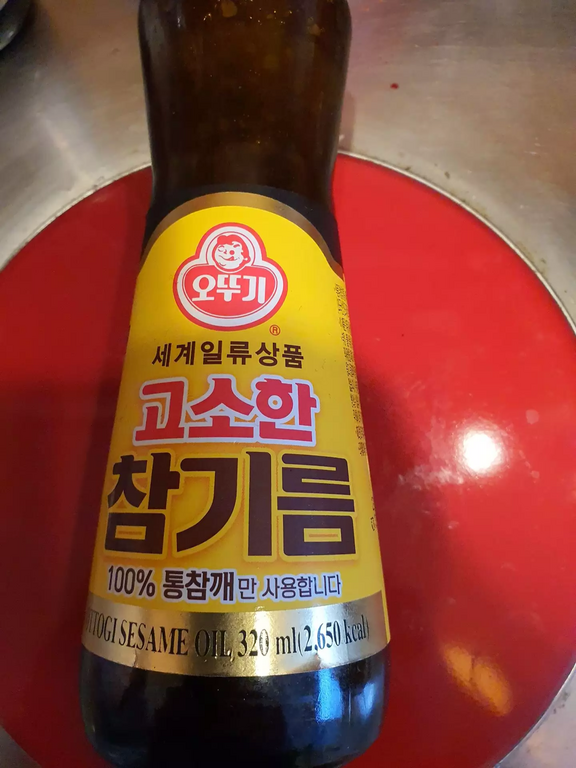 오뚜기
®
세계일류상품
고소한
참기름
100% 통참깨만 사용합니다
TOGI SESAME OIL, 320 ml(2,650 kcal)